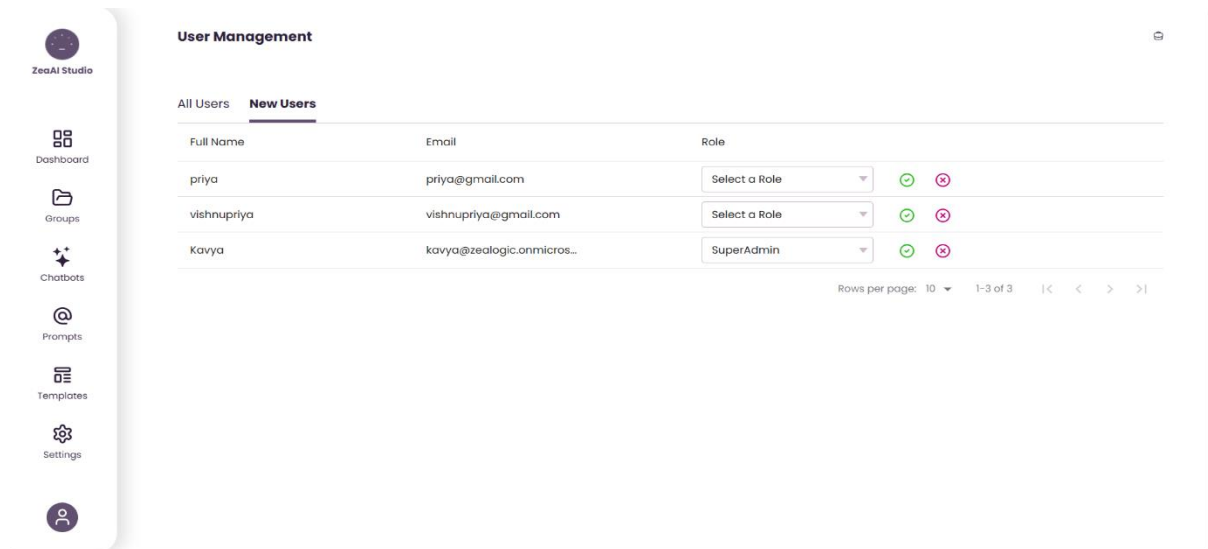 User Management
ZeaAI Studio
All Users New Users
Full Name Email Role
Dashboard
priya priya@gmail.com Select a Role
Groups
vishnupriya vishnupriya@gmail.com Select a Role
Kavya kavya@zealogic.onmicros... SuperAdmin
Chatbots
Rows per page: 10 1-3 of 3
Prompts
Templates
Settings